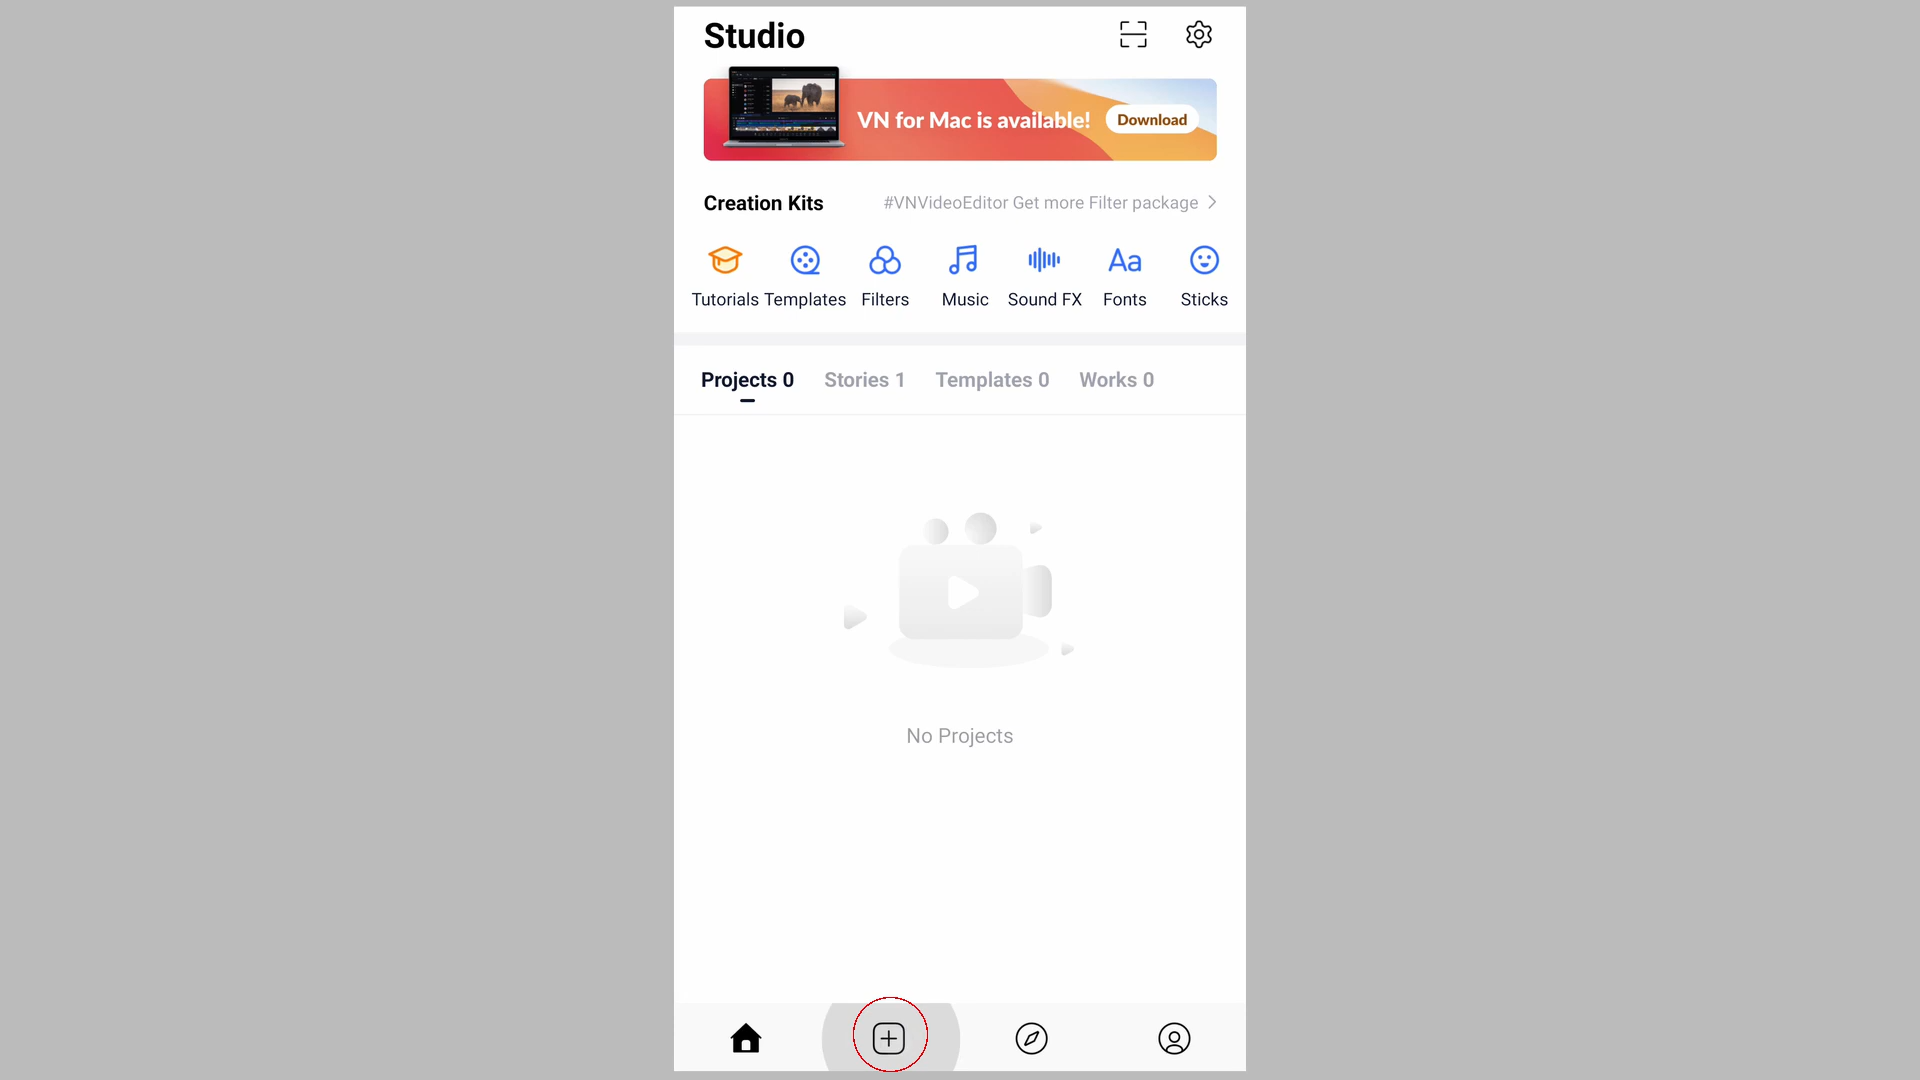 Studio
VN for Mac is available!
Download
Creation Kits
#VNVideoEditor Get more Filter package
Tutorials
Templates
Filters
Music
Sound FX
Fonts
Sticks
Projects 0
Stories 1
Templates 0
Works 0
No Projects